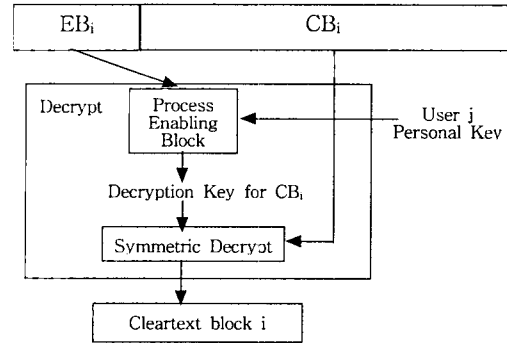 EBᵢ CBᵢ
Decrypt
Process
Enabling
Block
User j
Personal Key
Decryption Key for CBᵢ
Symmetric Decrypt
Cleartext block i